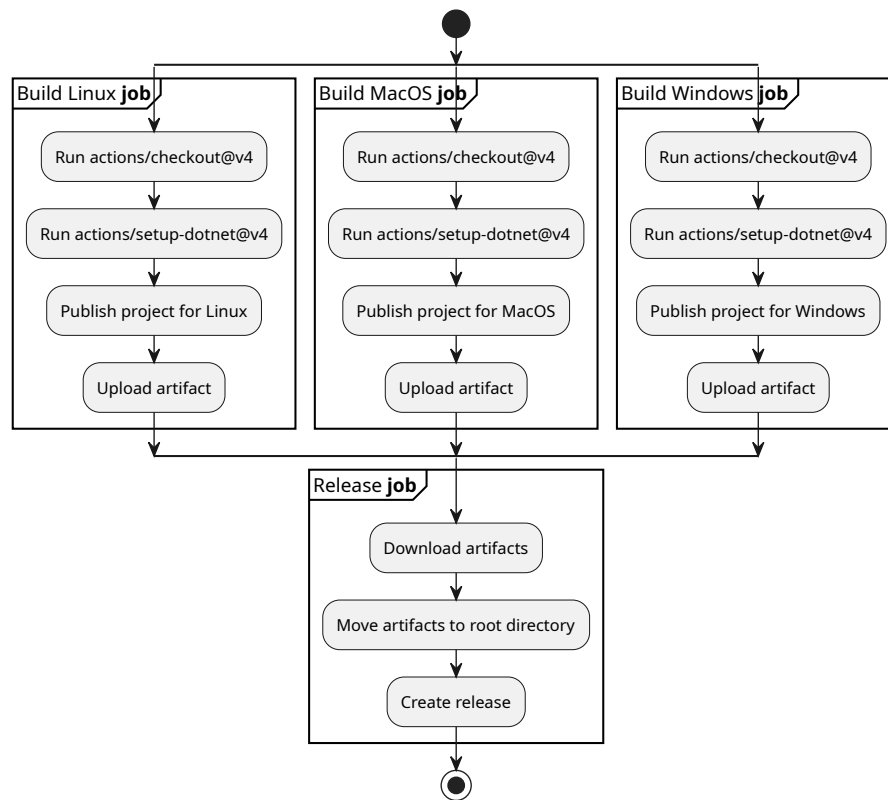 Build Linux job
Run actions/checkout@v4
Run actions/setup-dotnet@v4
Publish project for Linux
Upload artifact
Build MacOS job
Run actions/checkout@v4
Run actions/setup-dotnet@v4
Publish project for MacOS
Upload artifact
Build Windows job
Run actions/checkout@v4
Run actions/setup-dotnet@v4
Publish project for Windows
Upload artifact
Release job
Download artifacts
Move artifacts to root directory
Create release